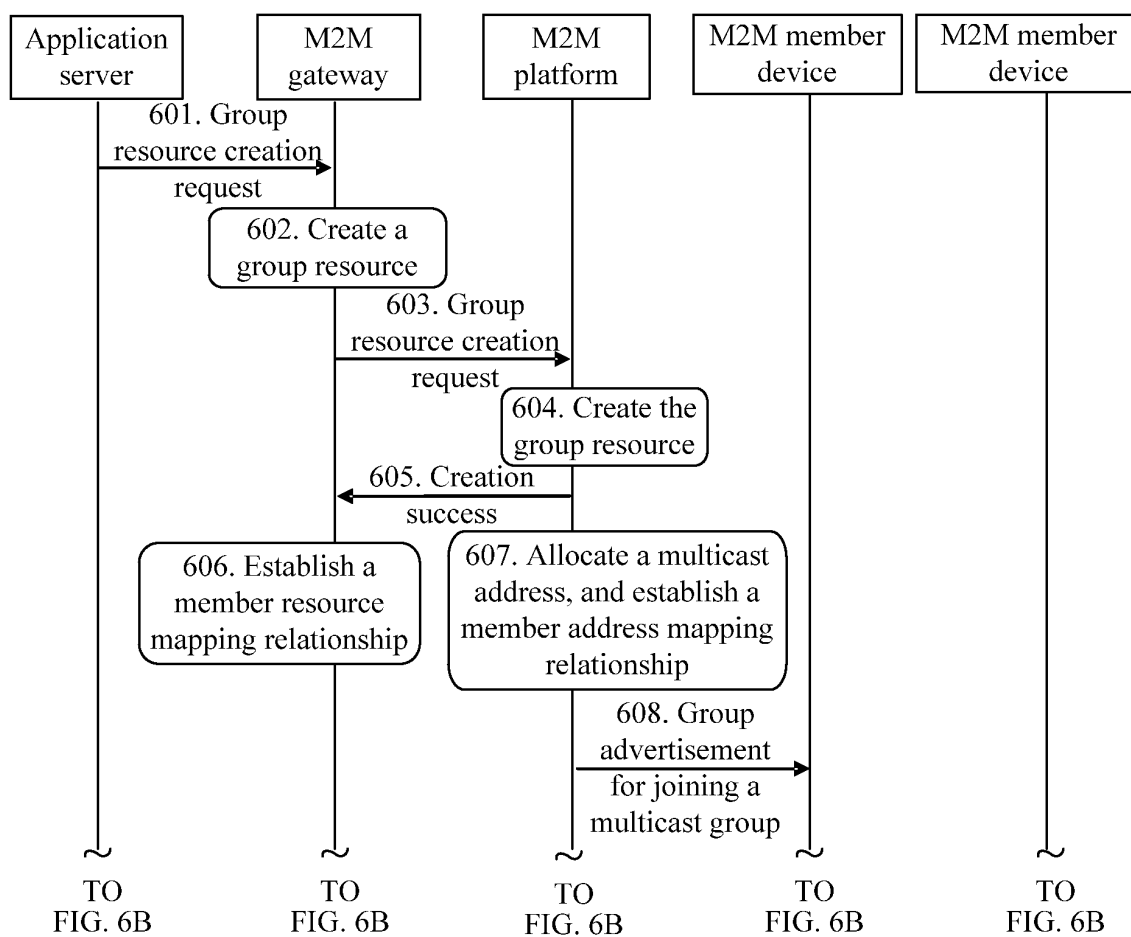 Application
server
M2M
gateway
M2M
platform
M2M member
device
M2M member
device
601. Group
resource creation
request
602. Create a
group resource
603. Group
resource creation
request
604. Create the
group resource
605. Creation
success
606. Establish a
member resource
mapping relationship
607. Allocate a multicast
address, and establish a
member address mapping
relationship
608. Group
advertisement
for joining a
multicast group
TO
FIG. 6B
TO
FIG. 6B
TO
FIG. 6B
TO
FIG. 6B
TO
FIG. 6B